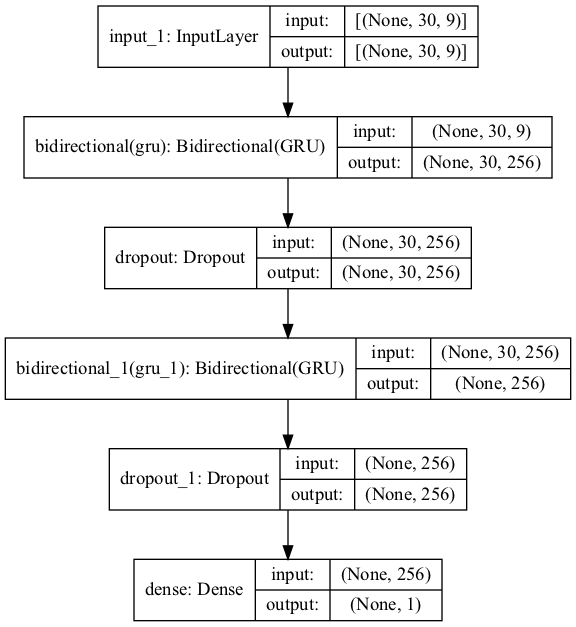 input_1: InputLayer
input:
[(None, 30, 9)]
output:
[(None, 30, 9)]
bidirectional(gru): Bidirectional(GRU)
input:
(None, 30, 9)
output:
(None, 30, 256)
dropout: Dropout
input:
(None, 30, 256)
output:
(None, 30, 256)
bidirectional_1(gru_1): Bidirectional(GRU)
input:
(None, 30, 256)
output:
(None, 256)
dropout_1: Dropout
input:
(None, 256)
output:
(None, 256)
dense: Dense
input:
(None, 256)
output:
(None, 1)